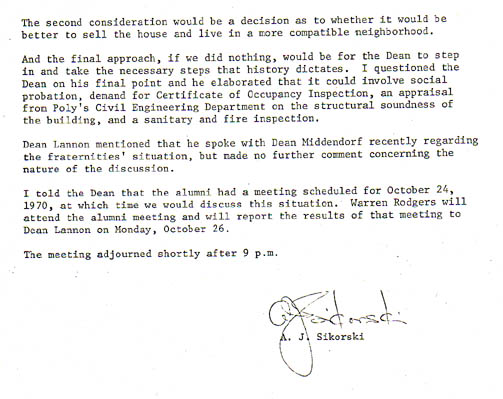 The second consideration would be a decision as to whether it would be
better to sell the house and live in a more compatible neighborhood.
And the final approach, if we did nothing, would be for the Dean to step
in and take the necessary steps that history dictates.  I questioned the
Dean on his final point and he elaborated that it could involve social
probation, demand for Certificate of Occupancy Inspection, an appraisal
from Poly's Civil Engineering Department on the structural soundness of
the building, and a sanitary and fire inspection.
Dean Lannon mentioned that he spoke with Dean Middendorf recently regarding
the fraternities' situation, but made no further comment concerning the
nature of the discussion.
I told the Dean that the alumni had a meeting scheduled for October 24,
1970, at which time we would discuss this situation.  Warren Rodgers will
attend the alumni meeting and will report the results of that meeting to
Dean Lannon on Monday, October 26.
The meeting adjourned shortly after 9 p.m.
AJ Sikorski
A. J. Sikorski